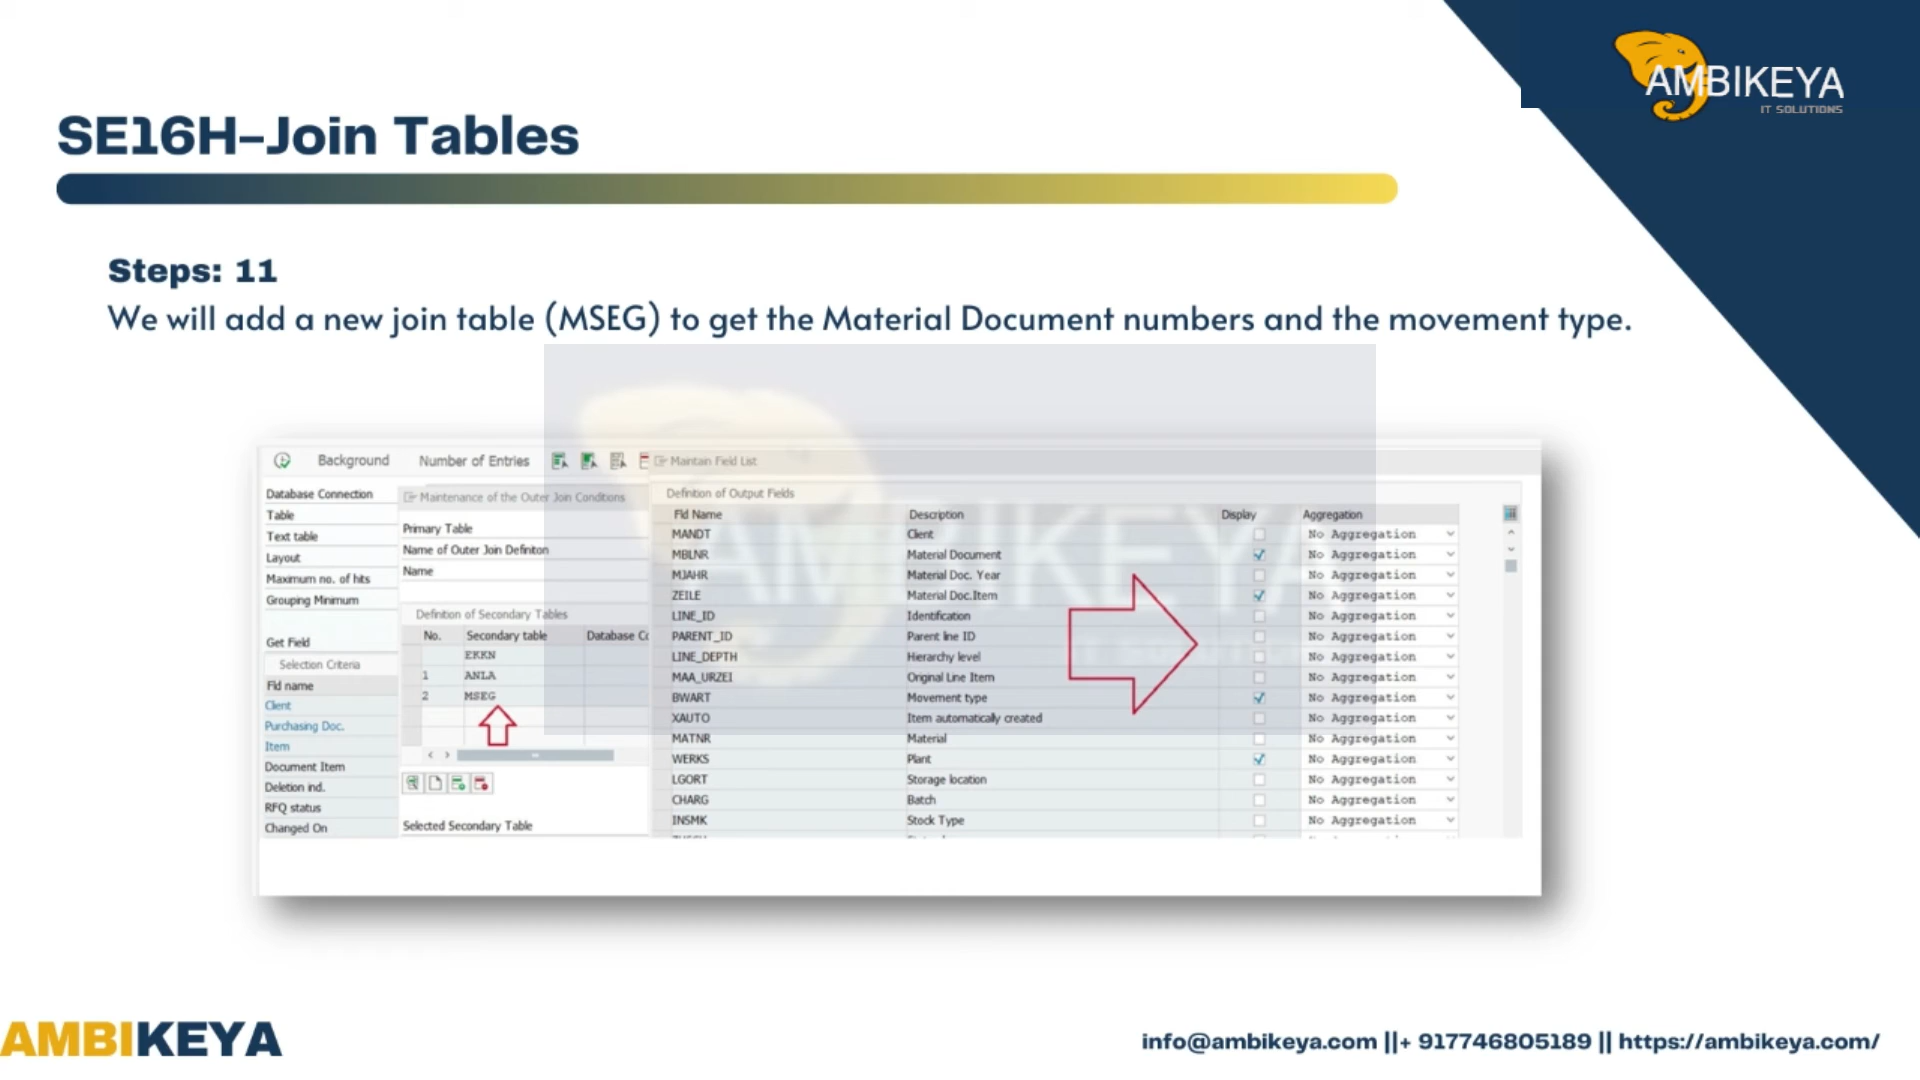 AMBIKEYA
IT SOLUTIONS
SE16H-Join Tables
Steps: 11
We will add a new join table (MSEG) to get the Material Document numbers and the movement type.
Background Number of Entries
Database Connection
Table
Text table
Layout
Maximum no. of hits
Grouping Minimum
Get Field
Selection Criteria
Fld name
Client
Purchasing Doc.
Item
Document Item
Deletion ind.
RFQ status
Changed On
Maintenance of the Outer Join Conditions
Primary Table
Name of Outer Join Definiton
Name
Definition of Secondary Tables
No. Secondary table Database Cc
EKKN
1 ANLA
2 MSEG
Selected Secondary Table
Maintain Field List
Definition of Output Fields
Fld Name Description Display Aggregation
MANDT Client No Aggregation
MBLNR Material Document No Aggregation
MJAHR Material Doc. Year No Aggregation
ZEILE Material Doc.Item No Aggregation
LINE_ID Identification No Aggregation
PARENT_ID Parent line ID No Aggregation
LINE_DEPTH Hierarchy level No Aggregation
MAA_URZEI Original Line Item No Aggregation
BWART Movement type No Aggregation
XAUTO Item automatically created No Aggregation
MATNR Material No Aggregation
WERKS Plant No Aggregation
LGORT Storage location No Aggregation
CHARG Batch No Aggregation
INSMK Stock Type No Aggregation
AMBIKEYA
AMBIKEYA
info@ambikeya.com ||+ 917746805189 || https://ambikeya.com/